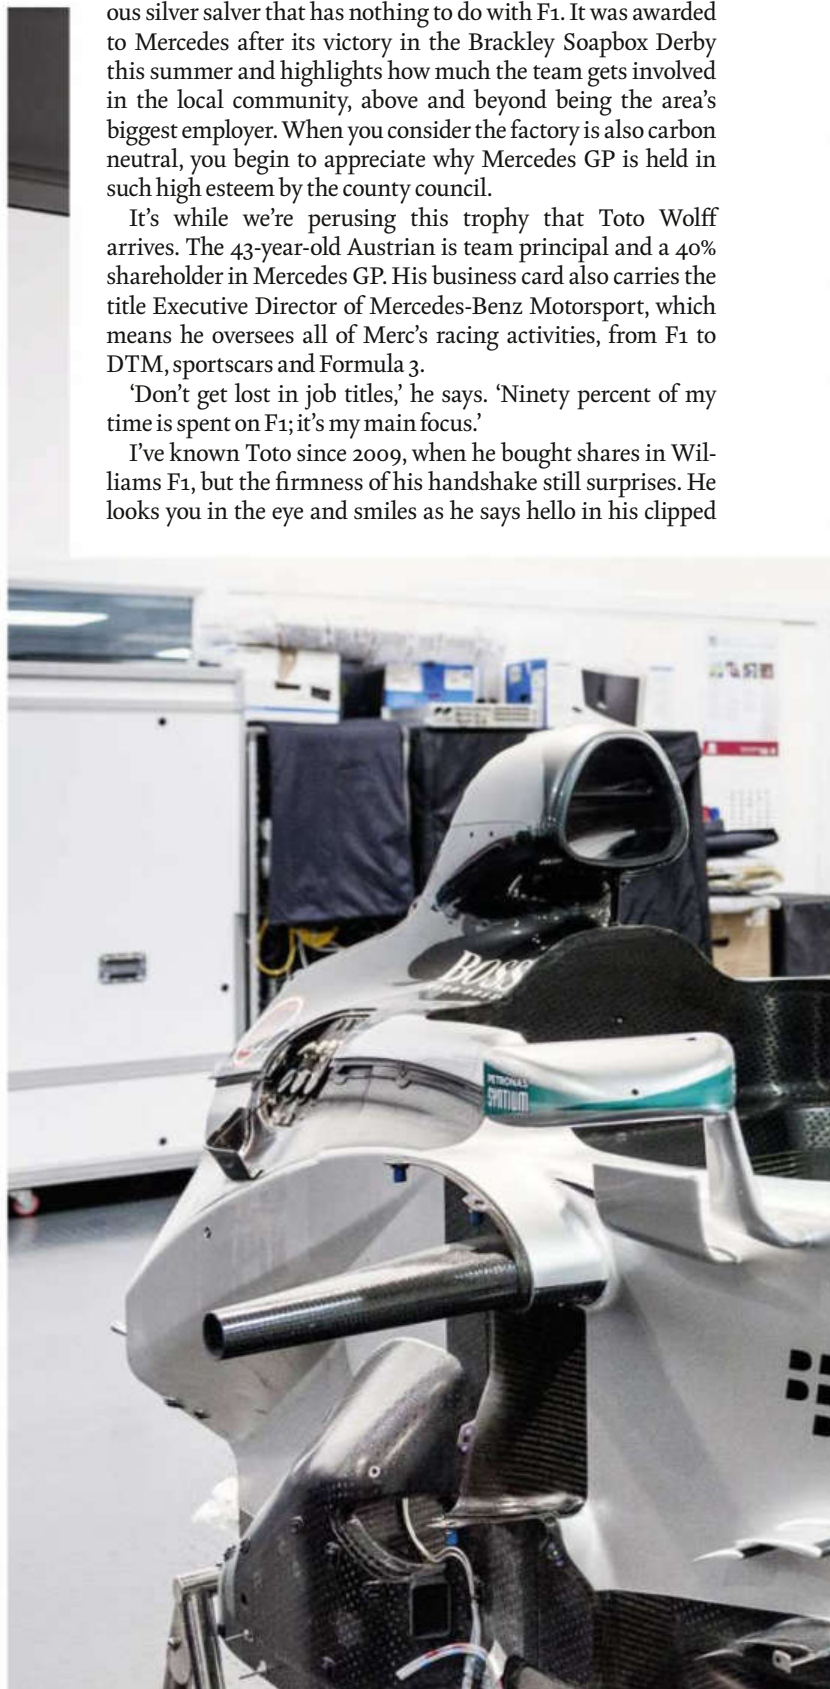 ous silver salver that has nothing to do with F1. It was awarded
to Mercedes after its victory in the Brackley Soapbox Derby
this summer and highlights how much the team gets involved
in the local community, above and beyond being the area’s
biggest employer. When you consider the factory is also carbon
neutral, you begin to appreciate why Mercedes GP is held in
such high esteem by the county council.
It’s while we’re perusing this trophy that Toto Wolff
arrives. The 43-year-old Austrian is team principal and a 40%
shareholder in Mercedes GP. His business card also carries the
title Executive Director of Mercedes-Benz Motorsport, which
means he oversees all of Merc’s racing activities, from F1 to
DTM, sportscars and Formula 3.
‘Don’t get lost in job titles,’ he says. ‘Ninety percent of my
time is spent on F1; it’s my main focus.’
I’ve known Toto since 2009, when he bought shares in Wil-
liams F1, but the firmness of his handshake still surprises. He
looks you in the eye and smiles as he says hello in his clipped
BOSS
PETRONAS
SYNTIUM